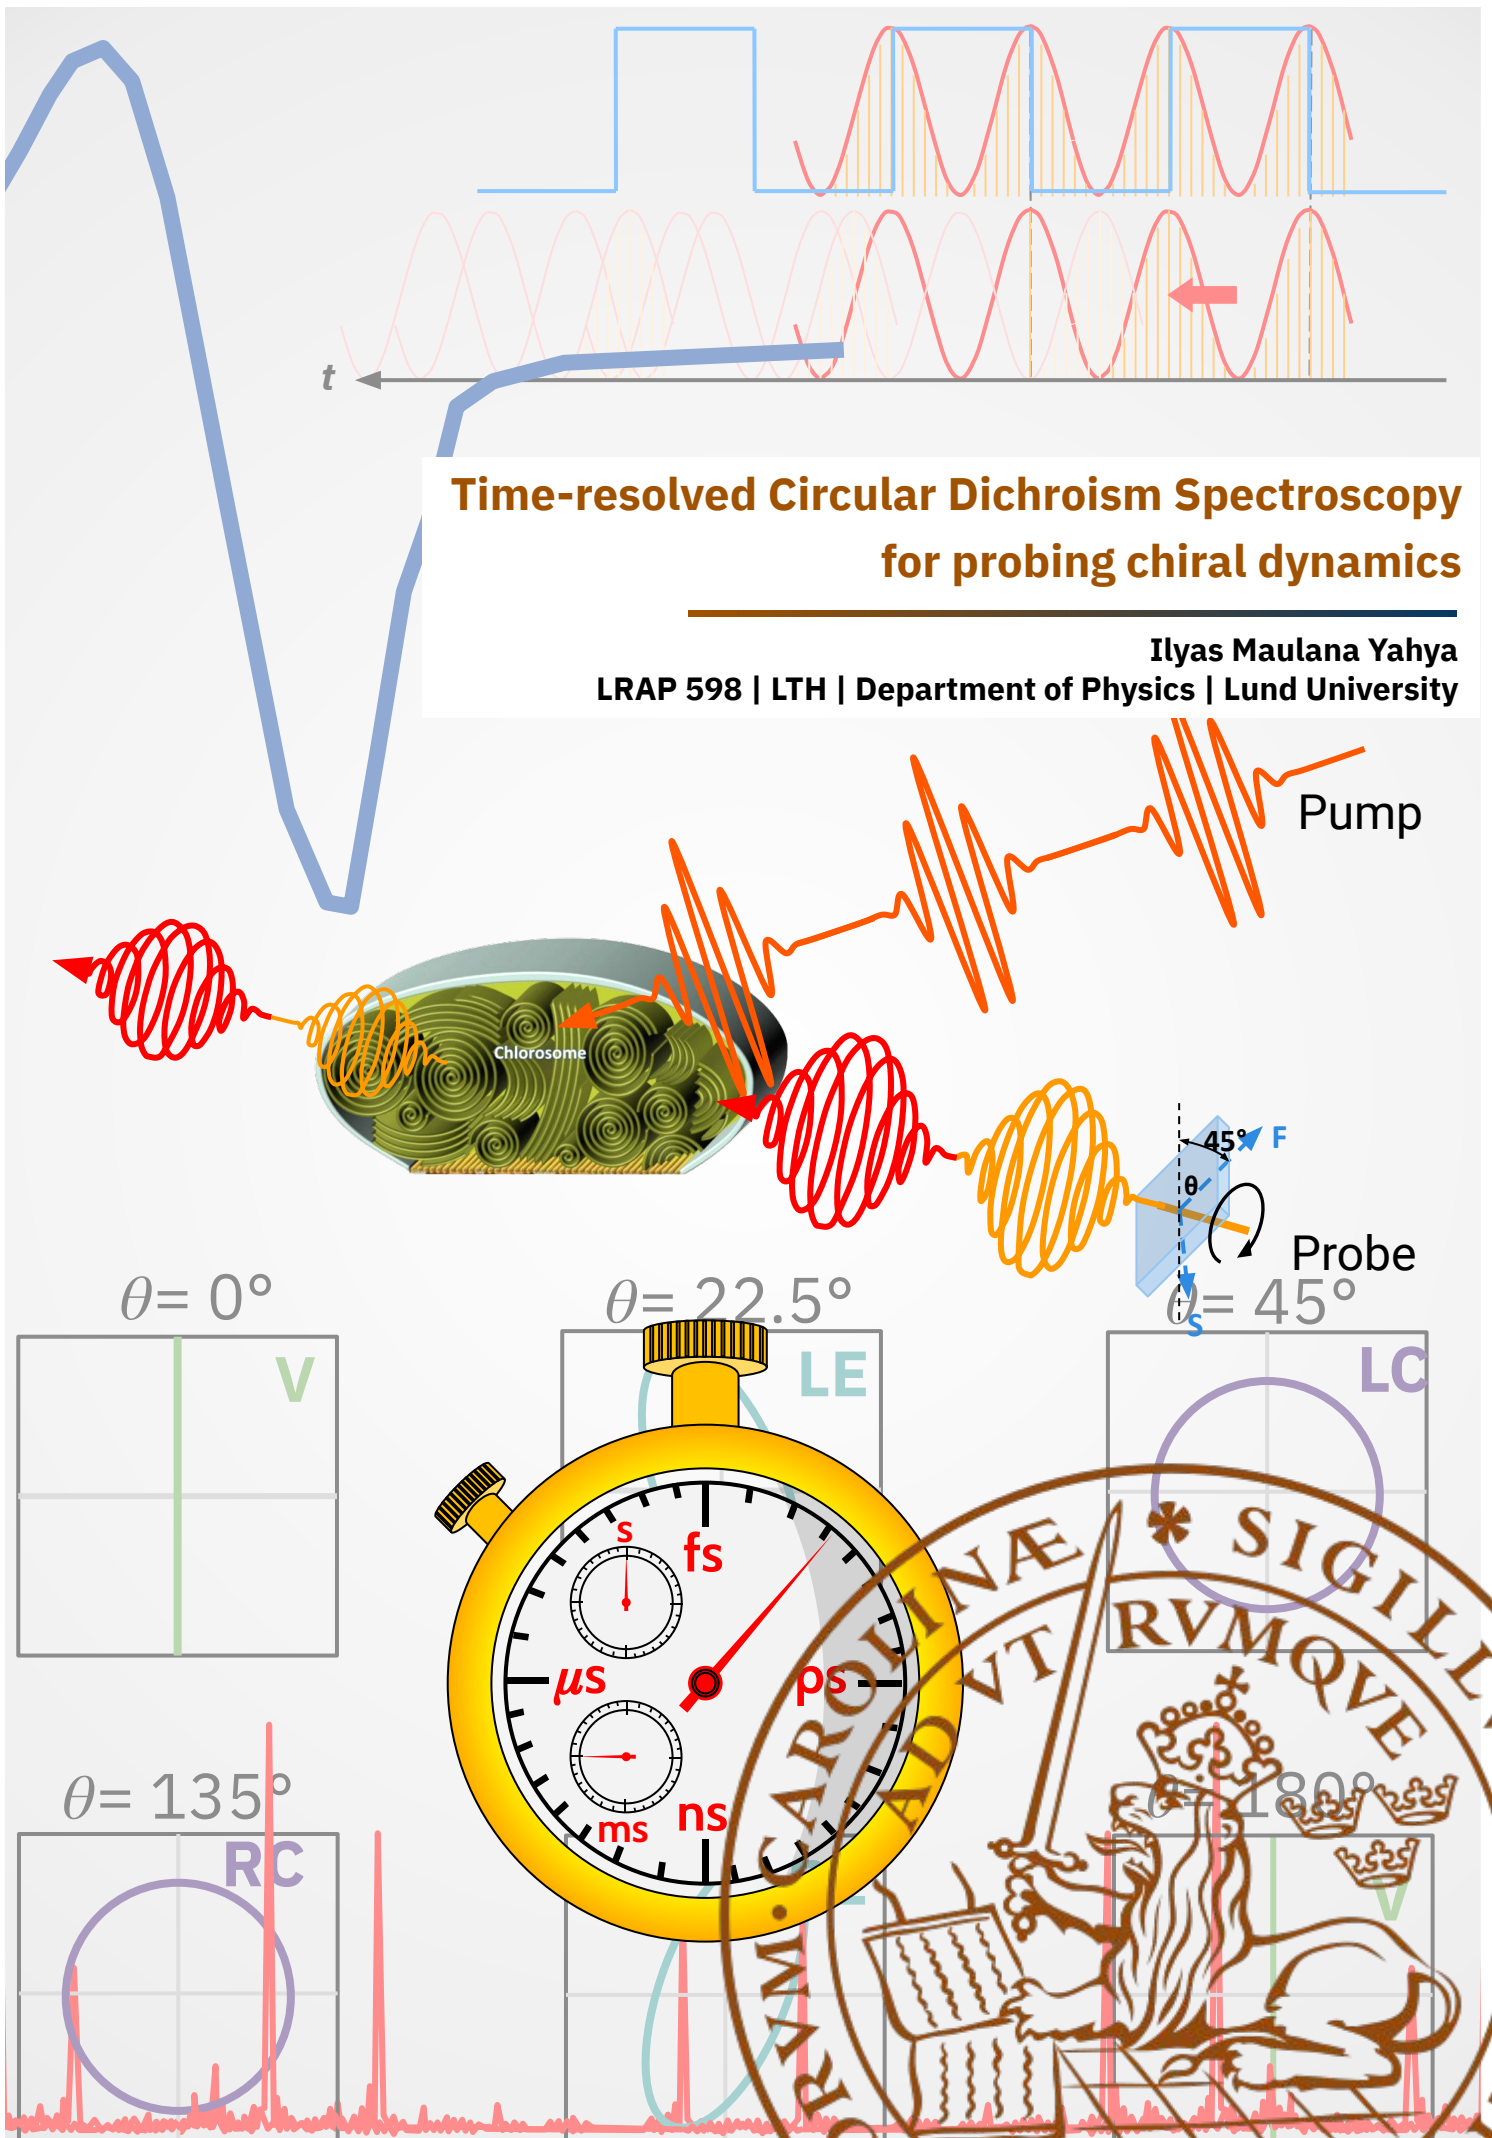 t
Time-resolved Circular Dichroism Spectroscopy
for probing chiral dynamics
Ilyas Maulana Yahya
LRAP 598 | LTH | Department of Physics | Lund University
Pump
Chlorosome
45°
F
θ
Probe
S
θ= 0°
θ= 22.5°
θ= 45°
V
LE
LC
s
fs
μs
ps
ms
ns
θ= 135°
θ= 180°
RC
V
RVM · CAROLINÆ * SIGILL
AD VTRVMQVE